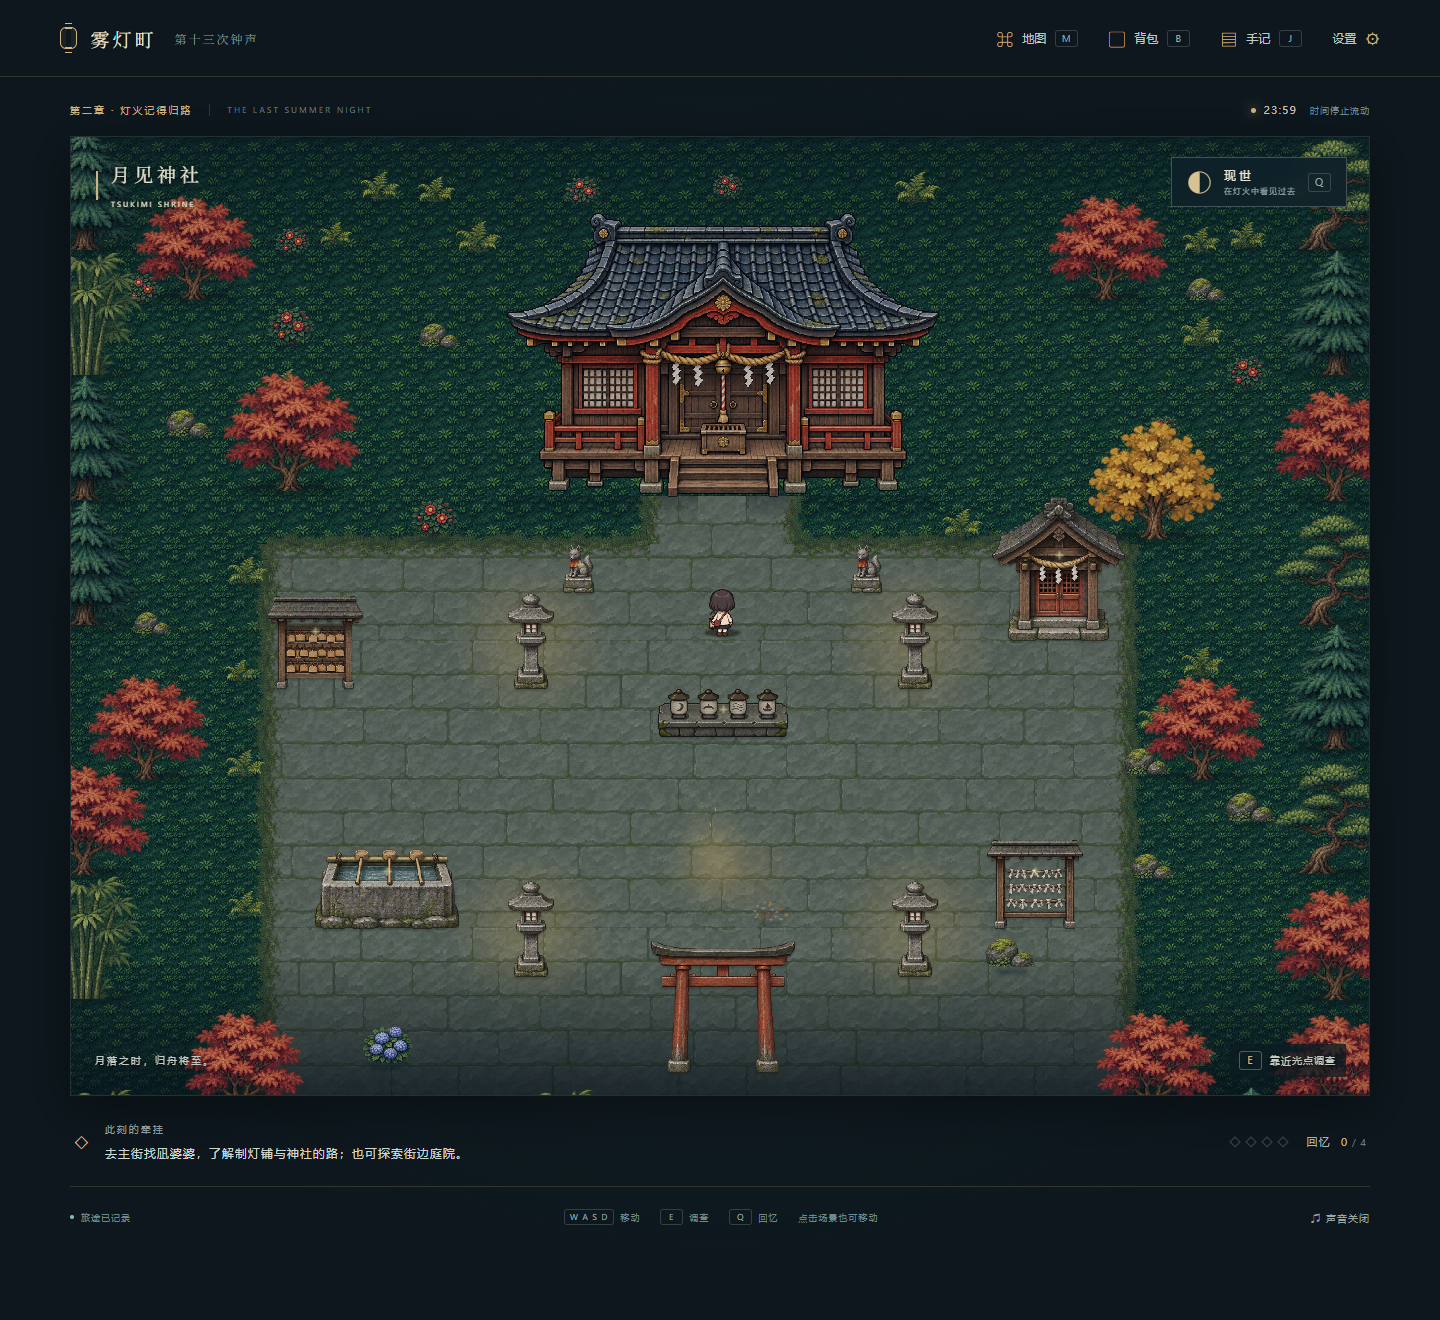 雾灯町 第十三次钟声
地图 M 背包 B 手记 J 设置
第二章 · 灯火记得归路 THE LAST SUMMER NIGHT
23:59 时间停止流动
月见神社
TSUKIMI SHRINE
现世
在灯火中看见过去
Q
月落之时，归舟将至。
E 靠近光点调查
此刻的牵挂
去主街找凪婆婆，了解制灯铺与神社的路；也可探索街边庭院。
回忆 0 / 4
旅途已记录
WASD 移动 E 调查 Q 回忆 点击场景也可移动
声音关闭